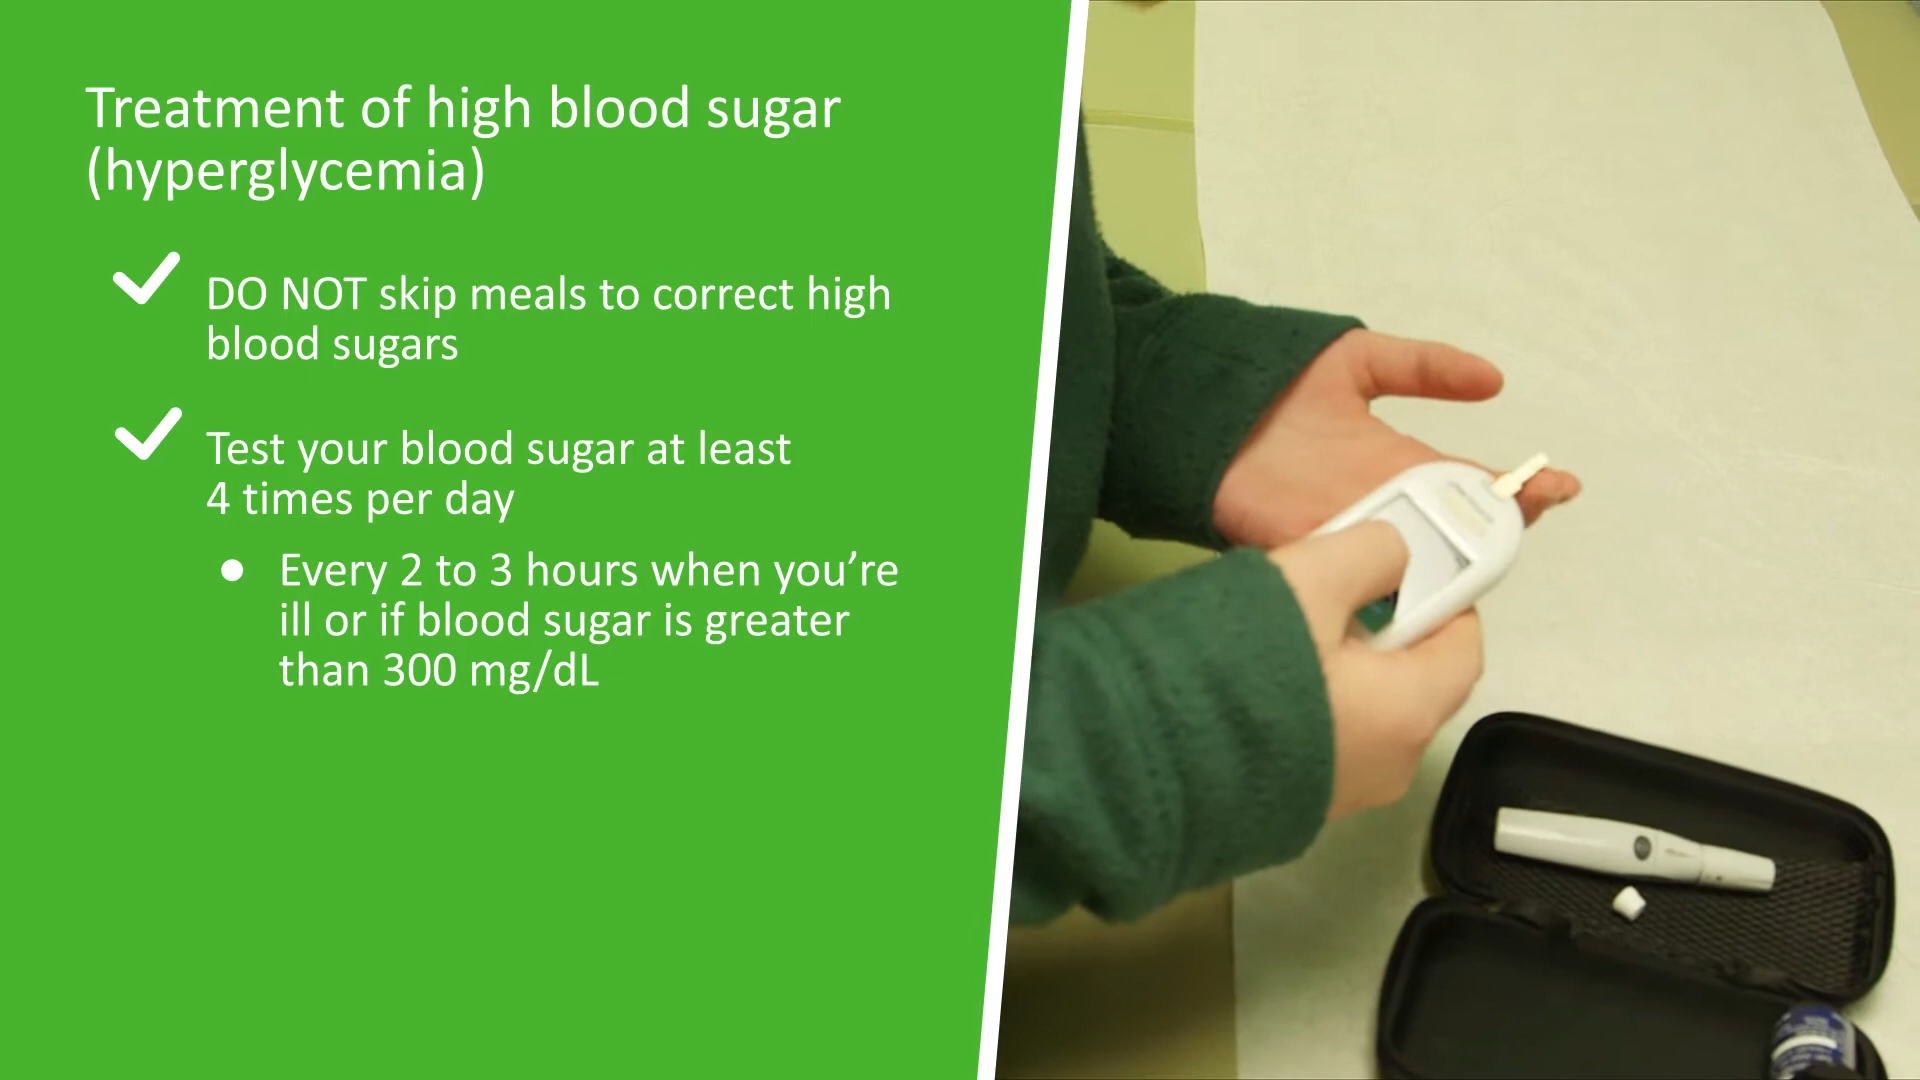 Treatment of high blood sugar
(hyperglycemia)
DO NOT skip meals to correct high
blood sugars
Test your blood sugar at least
4 times per day
Every 2 to 3 hours when you’re
ill or if blood sugar is greater
than 300 mg/dL